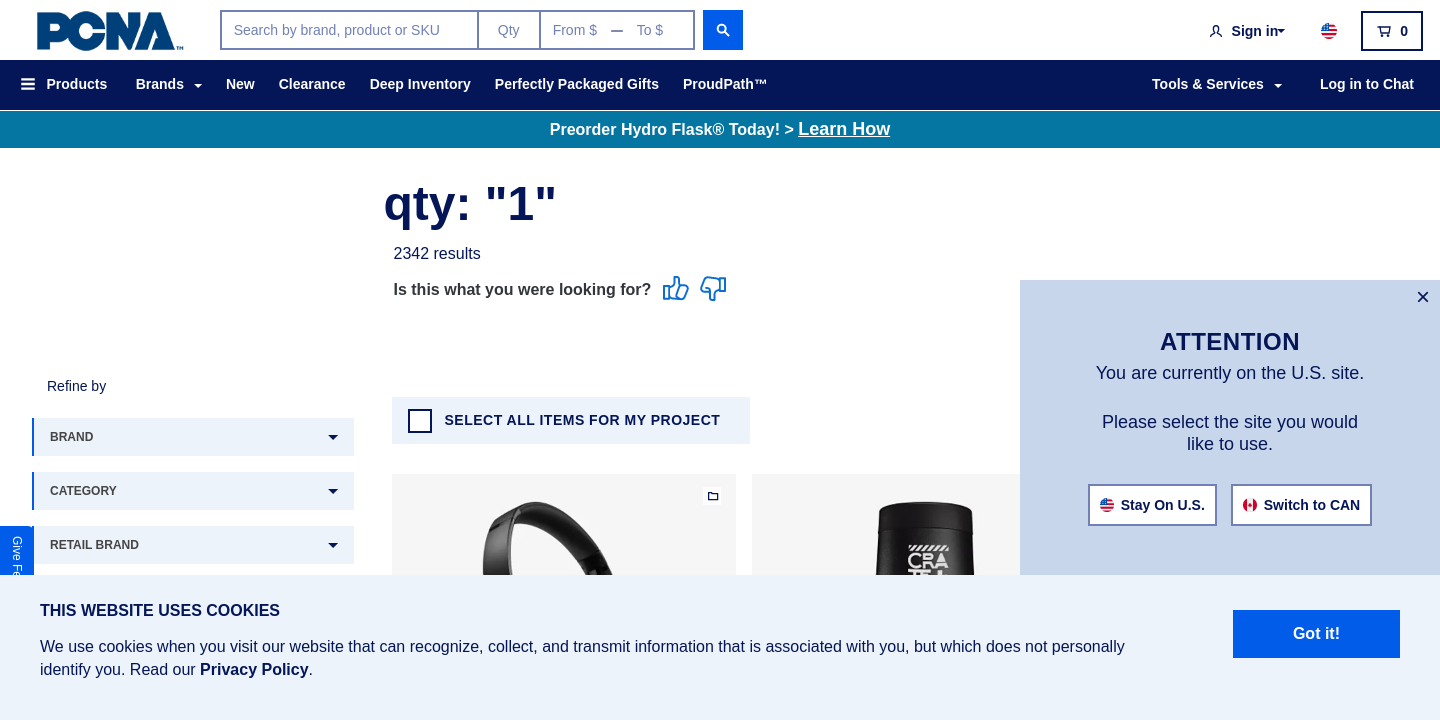 PCNA™
Search by brand, product or SKU
Qty
From $ — To $
Sign in
0
Products
Brands
New
Clearance
Deep Inventory
Perfectly Packaged Gifts
ProudPath™
Tools & Services
Log in to Chat
Preorder Hydro Flask® Today! > Learn How
qty: "1"
2342 results
Is this what you were looking for?
ATTENTION
You are currently on the U.S. site.
Please select the site you would
like to use.
Stay On U.S.
Switch to CAN
Refine by
BRAND
CATEGORY
RETAIL BRAND
SELECT ALL ITEMS FOR MY PROJECT
Give
THIS WEBSITE USES COOKIES
We use cookies when you visit our website that can recognize, collect, and transmit information that is associated with you, but which does not personally
identify you. Read our Privacy Policy.
Got it!